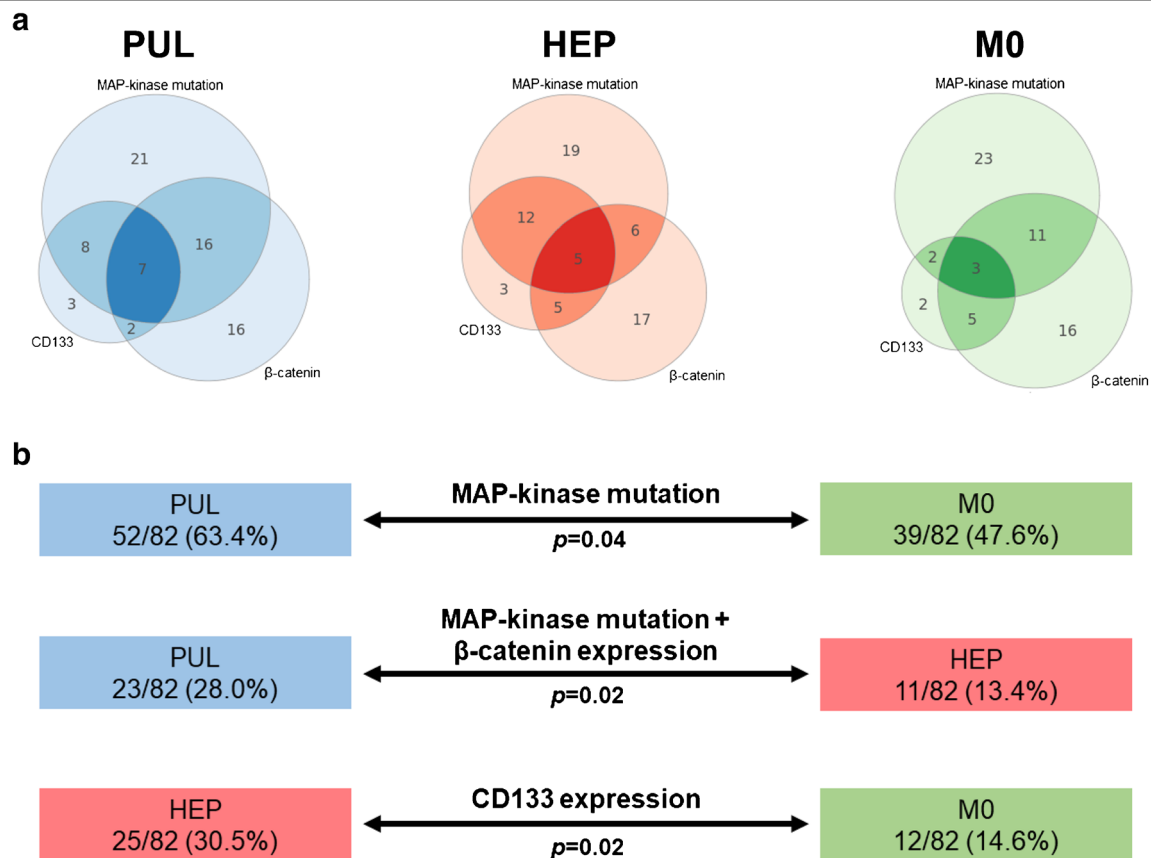 a
PUL
HEP
M0
MAP-kinase mutation
21
8
7
16
3
2
16
CD133
β-catenin
MAP-kinase mutation
19
12
6
5
3
5
17
CD133
β-catenin
MAP-kinase mutation
23
11
2
3
2
5
16
CD133
β-catenin
b
PUL
52/82 (63.4%)
MAP-kinase mutation
p=0.04
M0
39/82 (47.6%)
PUL
23/82 (28.0%)
MAP-kinase mutation +
β-catenin expression
p=0.02
HEP
11/82 (13.4%)
HEP
25/82 (30.5%)
CD133 expression
p=0.02
M0
12/82 (14.6%)